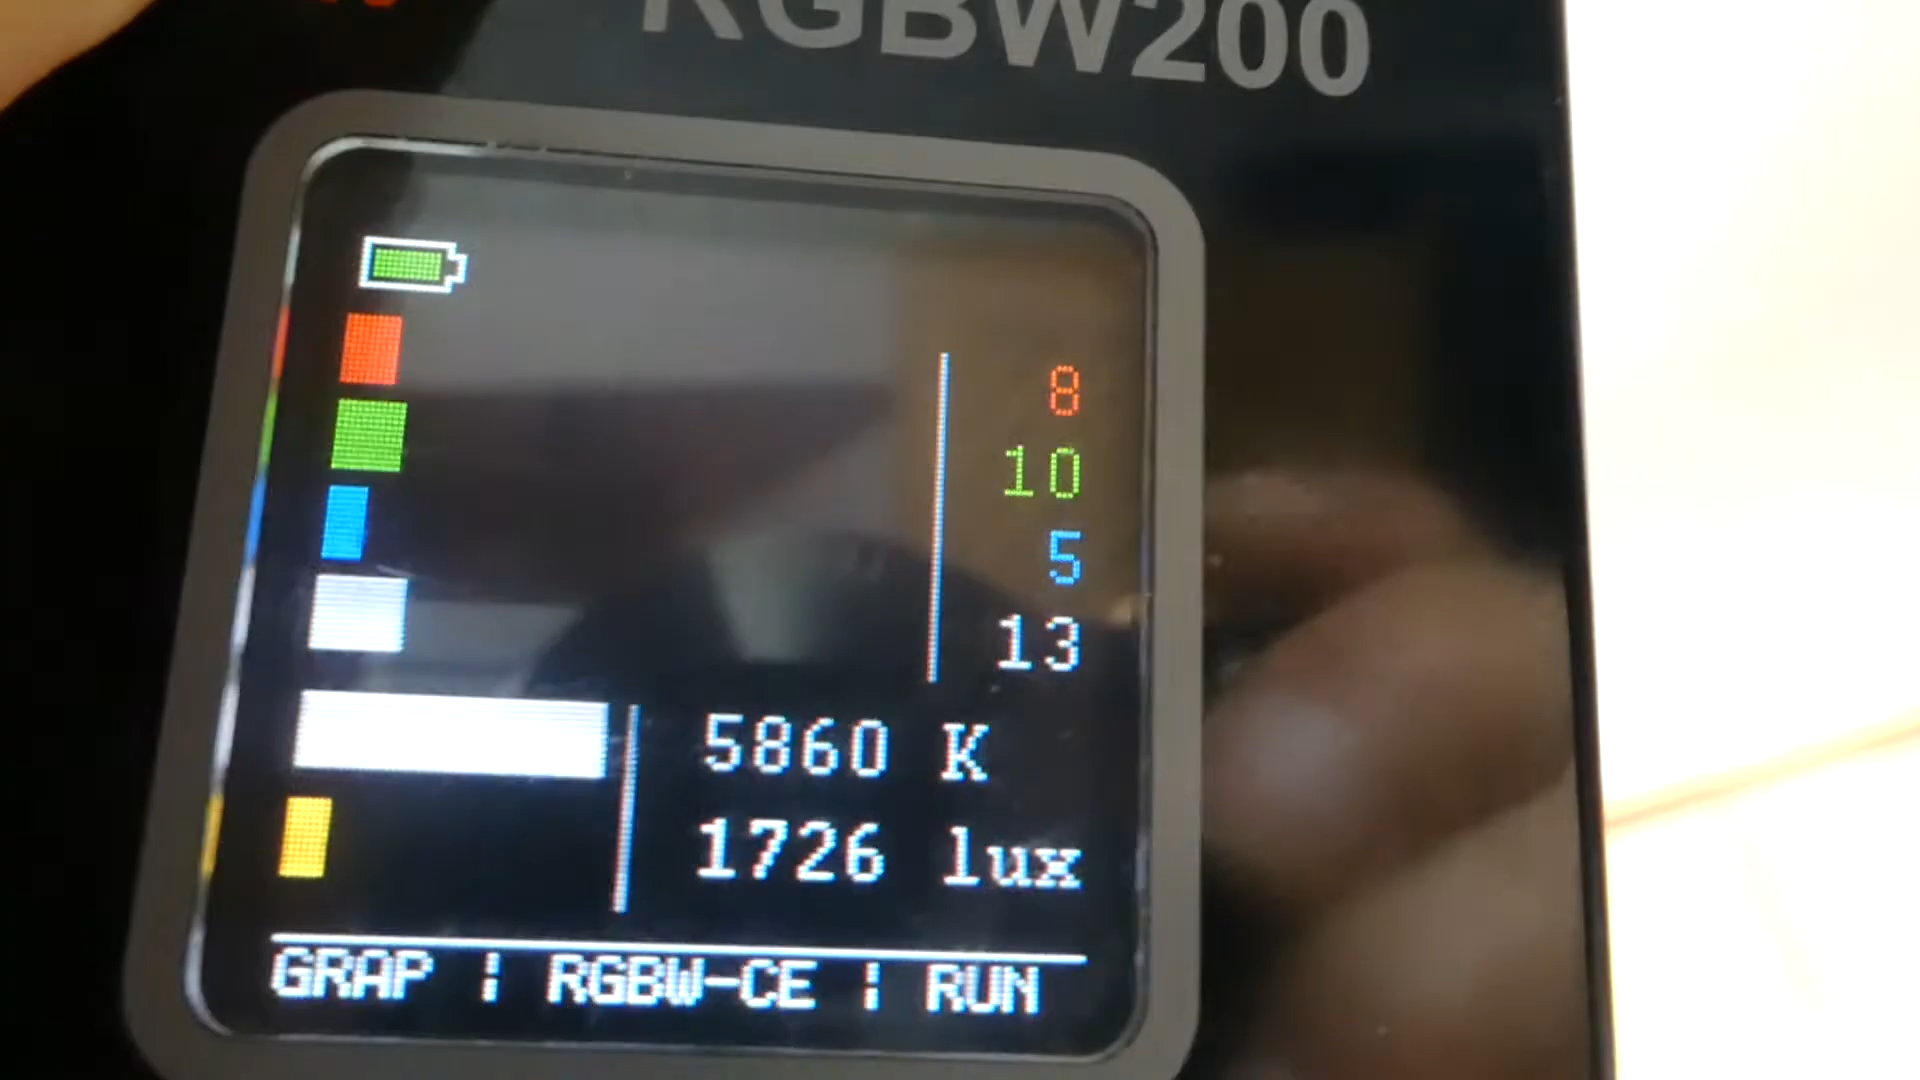 RGBW200
8
10
5
13
5860 K
1726 lux
GRAP | RGBW-CE | RUN